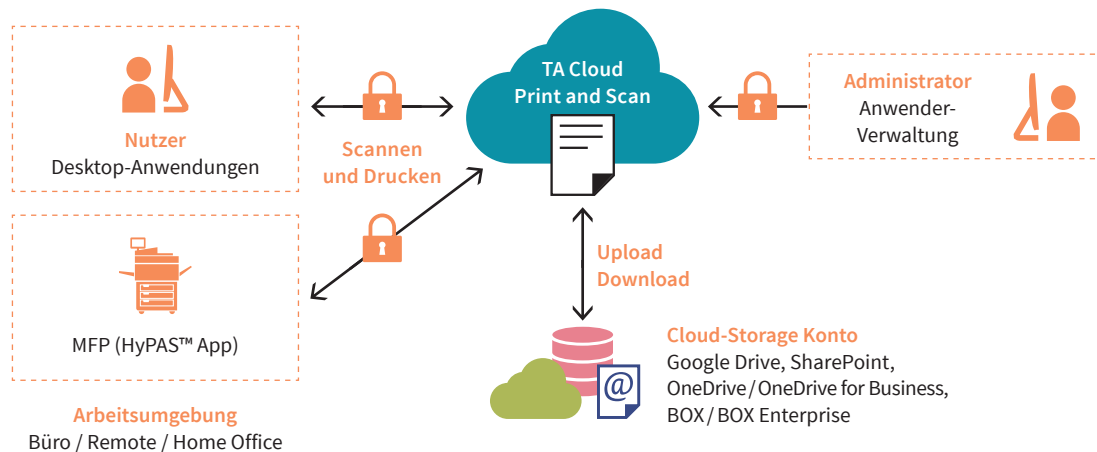 Nutzer
Desktop-Anwendungen
MFP (HyPAS™ App)
Arbeitsumgebung
Büro / Remote / Home Office
Scannen
und Drucken
TA Cloud
Print and Scan
Upload
Download
@
Cloud-Storage Konto
Google Drive, SharePoint,
OneDrive / OneDrive for Business,
BOX / BOX Enterprise
Administrator
Anwender-
Verwaltung